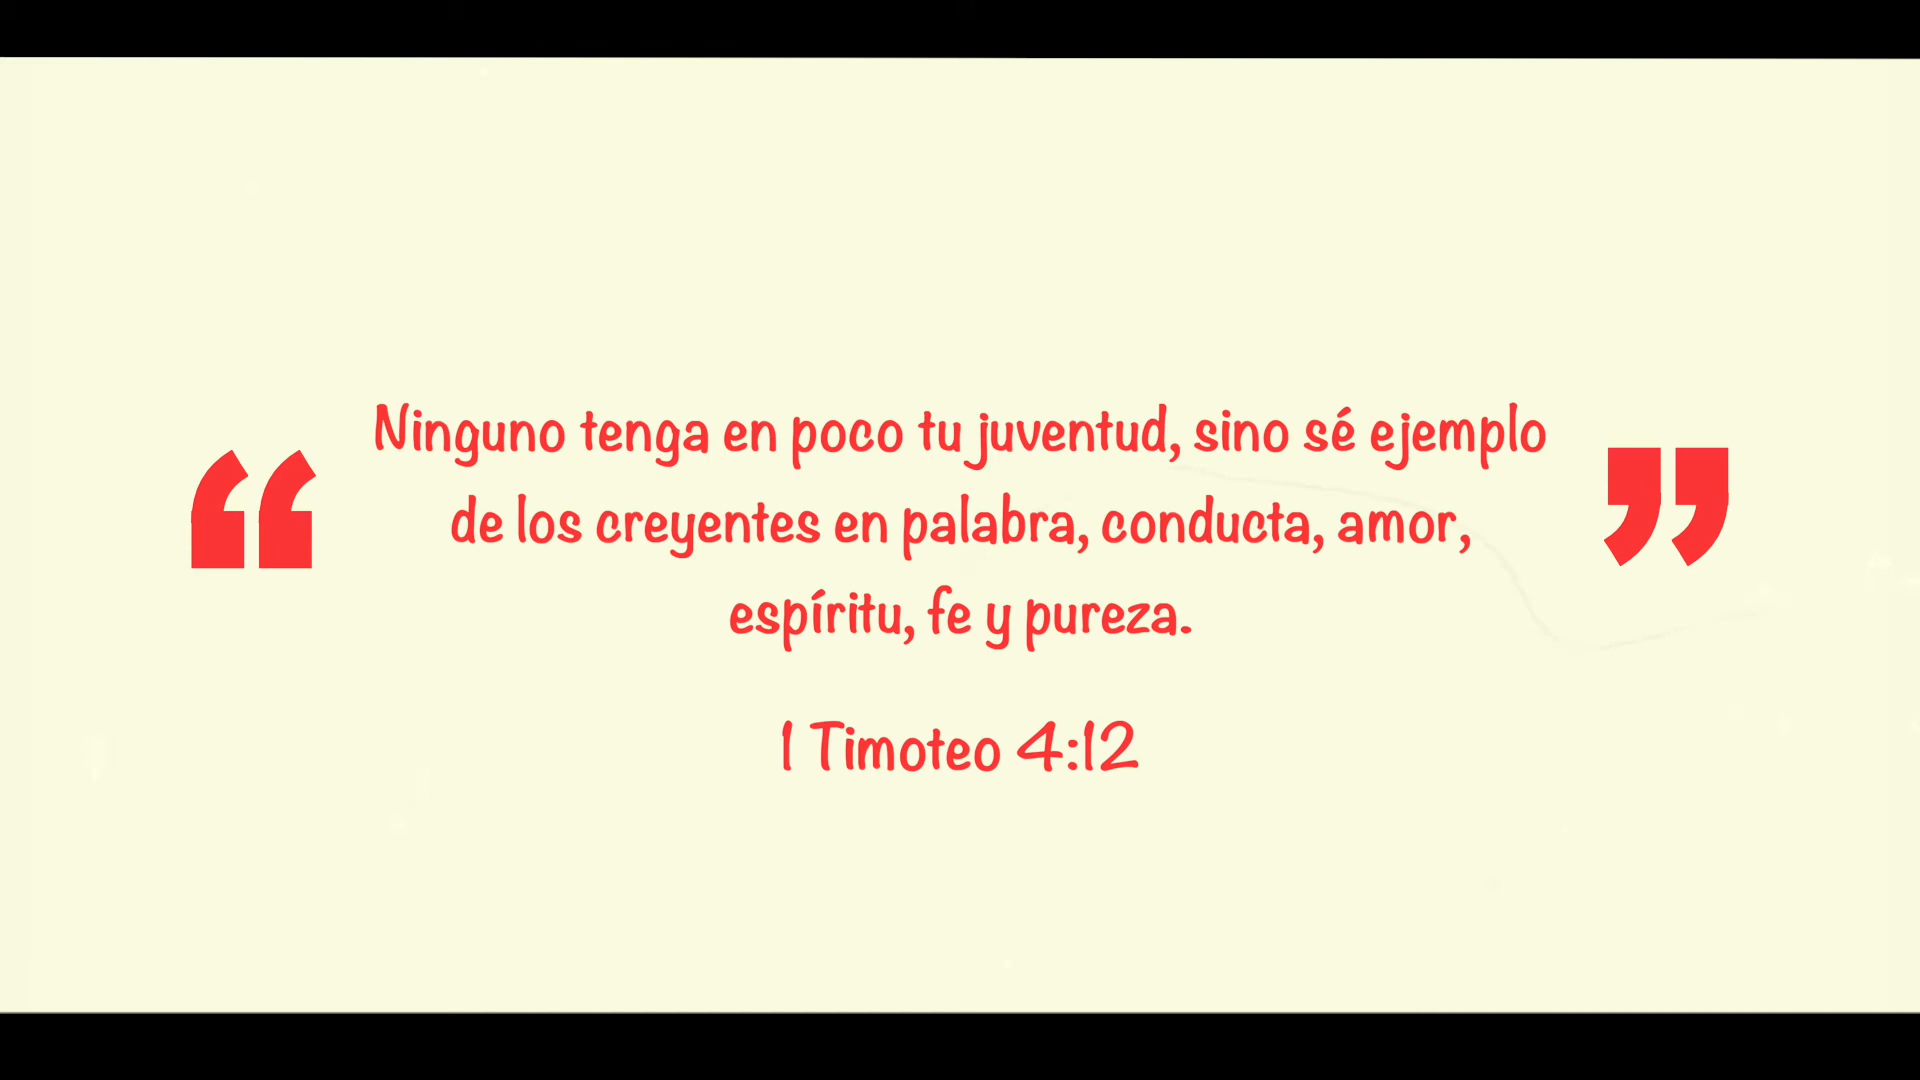 “Ninguno tenga en poco tu juventud, sino sé ejemplo
de los creyentes en palabra, conducta, amor,
espíritu, fe y pureza.”
1 Timoteo 4:12